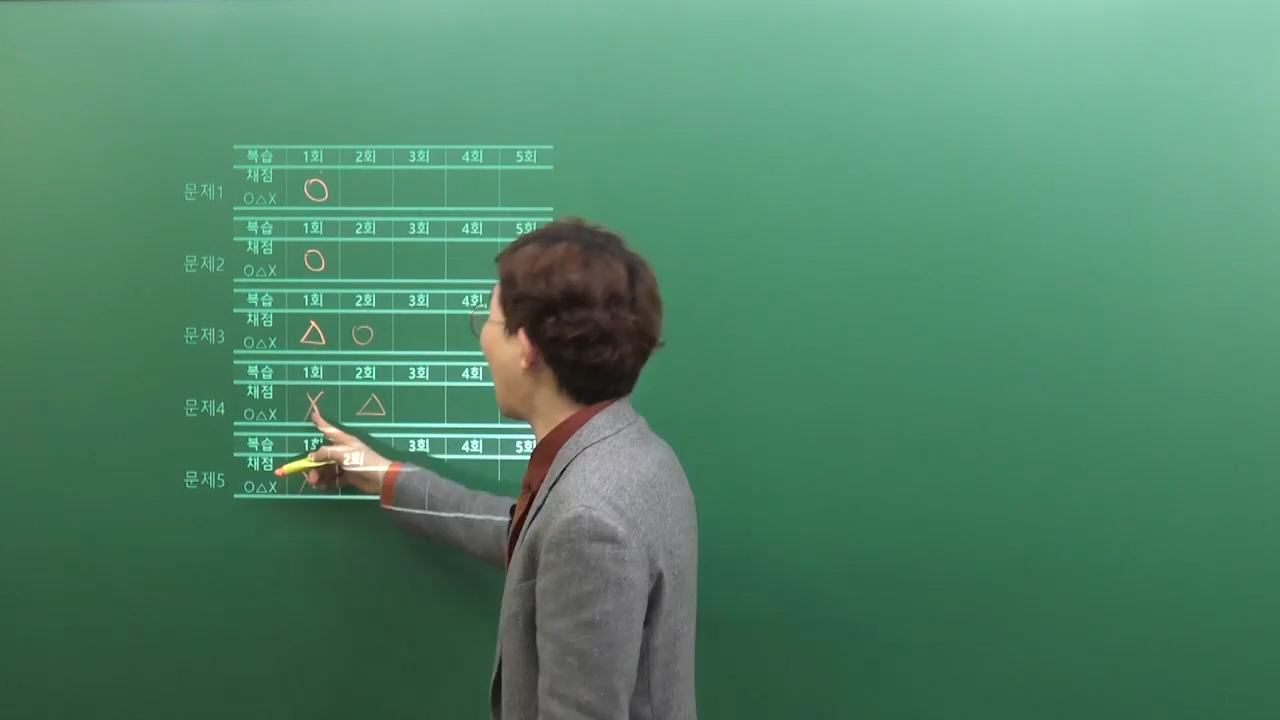 복습 1회 2회 3회 4회 5회
채점
문제1 O△X ○
복습 1회 2회 3회 4회 5회
채점
문제2 O△X ○
복습 1회 2회 3회 4회
채점
문제3 O△X △ ○
복습 1회 2회 3회 4회
채점
문제4 O△X X △
복습 1회 2회 3회 4회 5회
채점
문제5 O△X